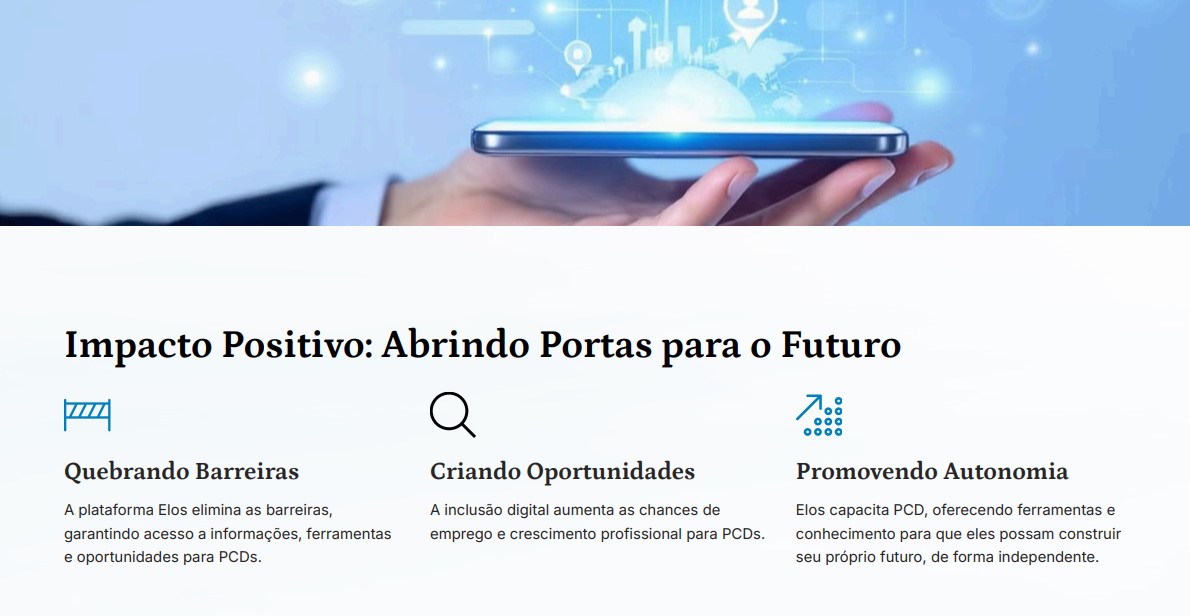 Impacto Positivo: Abrindo Portas para o Futuro
Quebrando Barreiras
A plataforma Elos elimina as barreiras,
garantindo acesso a informações, ferramentas
e oportunidades para PCDs.
Criando Oportunidades
A inclusão digital aumenta as chances de
emprego e crescimento profissional para PCDs.
Promovendo Autonomia
Elos capacita PCD, oferecendo ferramentas e
conhecimento para que eles possam construir
seu próprio futuro, de forma independente.